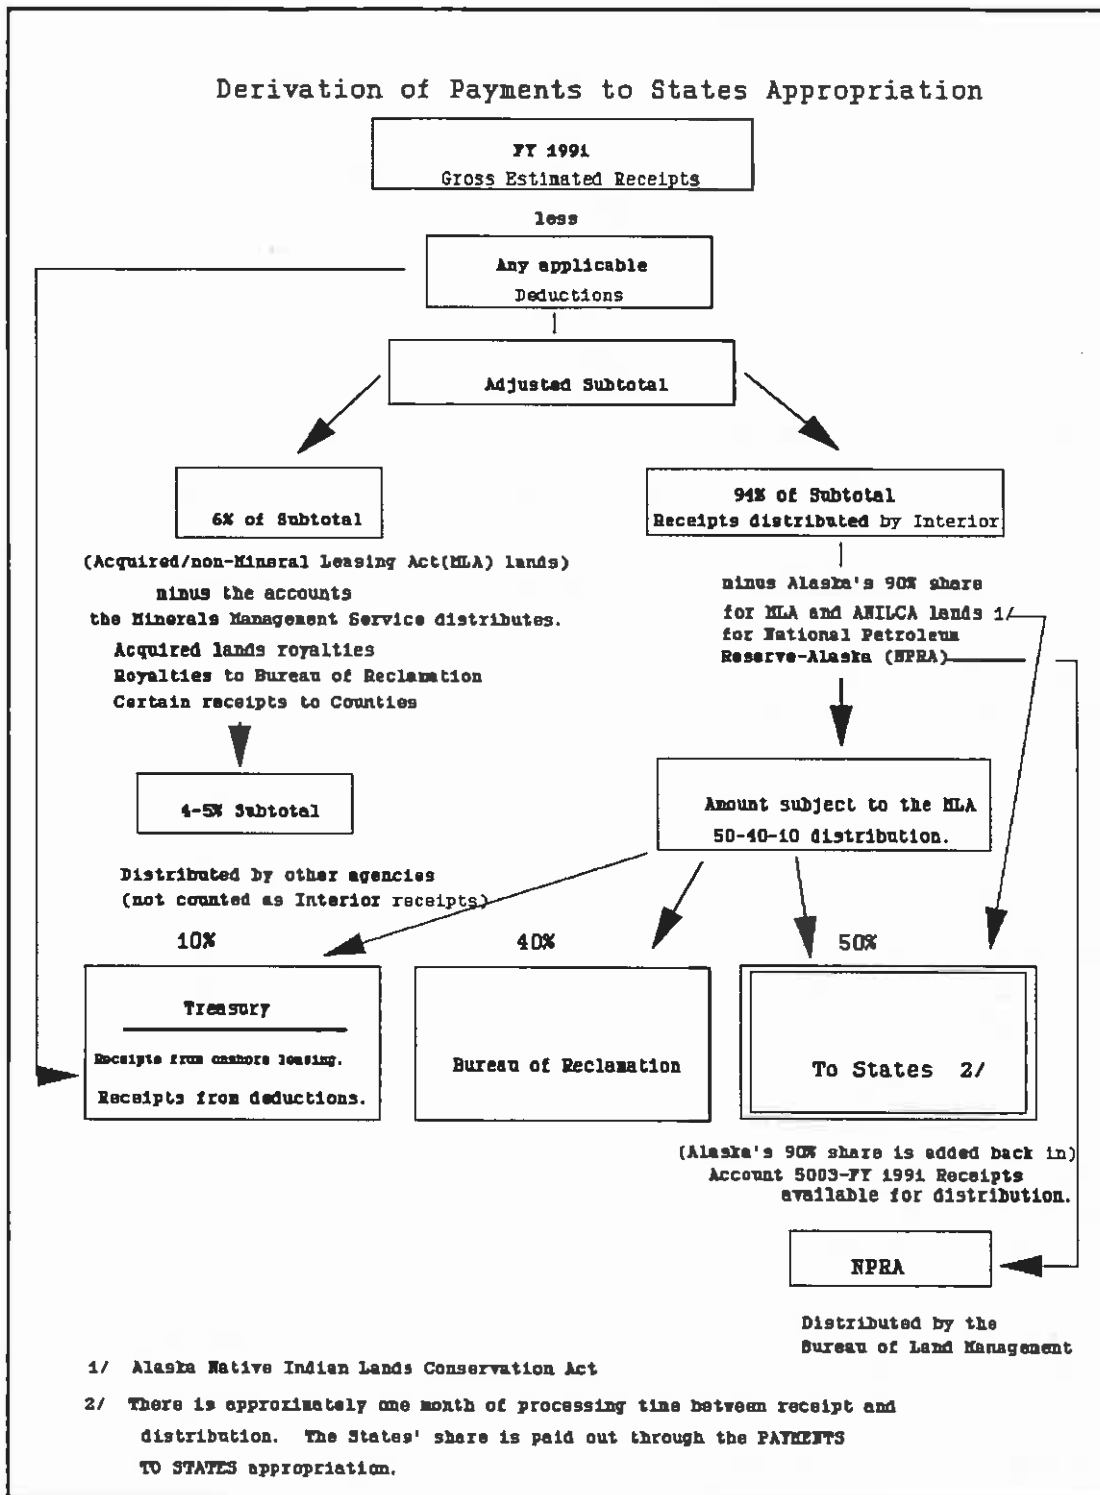 Derivation of Payments to States Appropriation
FY 1991
Gross Estimated Receipts
less
Any applicable
Deductions
Adjusted Subtotal
6% of Subtotal
94% of Subtotal
Receipts distributed by Interior
(Acquired/non-Mineral Leasing Act(MLA) lands)
minus the accounts
the Minerals Management Service distributes.
Acquired lands royalties
Royalties to Bureau of Reclamation
Certain receipts to Counties
minus Alaska's 90% share
for MLA and ANILCA lands 1/
for National Petroleum
Reserve-Alaska (NPRA)
4-5% Subtotal
Amount subject to the MLA
50-40-10 distribution.
Distributed by other agencies
(not counted as Interior receipts)
10%
40%
50%
Treasury
Receipts from onshore leasing.
Receipts from deductions.
Bureau of Reclamation
To States 2/
(Alaska's 90% share is added back in)
Account 5003-FY 1991 Receipts
available for distribution.
NPRA
Distributed by the
Bureau of Land Management
1/ Alaska Native Indian Lands Conservation Act
2/ There is approximately one month of processing time between receipt and
distribution. The States' share is paid out through the PAYMENTS
TO STATES appropriation.